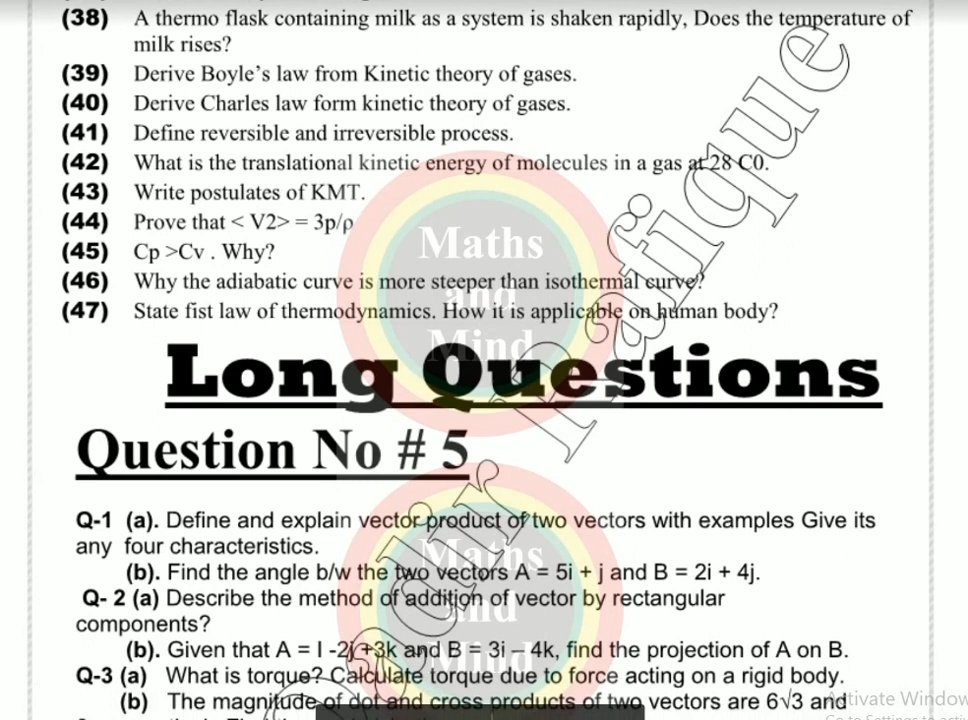 (38) A thermo flask containing milk as a system is shaken rapidly, Does the temperature of
milk rises?
(39) Derive Boyle's law from Kinetic theory of gases.
(40) Derive Charles law form kinetic theory of gases.
(41) Define reversible and irreversible process.
(42) What is the translational kinetic energy of molecules in a gas at 28 C0.
(43) Write postulates of KMT.
(44) Prove that < V2> = 3p/ρ
(45) Cp >Cv . Why?
(46) Why the adiabatic curve is more steeper than isothermal curve?
(47) State fist law of thermodynamics. How it is applicable on human body?
Maths
and
Mind
Long Questions
Question No # 5
Q-1 (a). Define and explain vector product of two vectors with examples Give its
any four characteristics.
(b). Find the angle b/w the two vectors A = 5i + j and B = 2i + 4j.
Q- 2 (a) Describe the method of addition of vector by rectangular
components?
(b). Given that A = I -2j +3k and B = 3i – 4k, find the projection of A on B.
Maths
and
Mind
Q-3 (a) What is torque? Calculate torque due to force acting on a rigid body.
(b) The magnitude of dot and cross products of two vectors are 6√3 and
Rafique